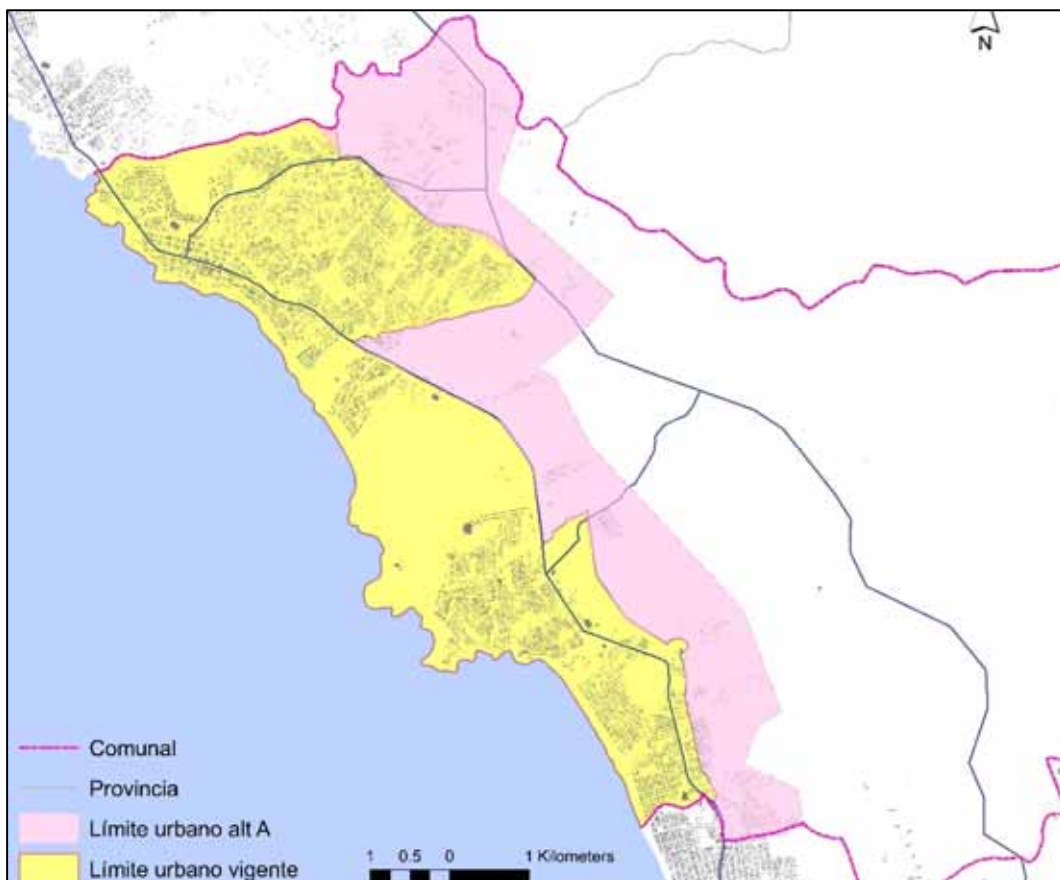 N
Comunal
Provincia
Límite urbano alt A
Límite urbano vigente
1 0.5 0 1 Kilometers